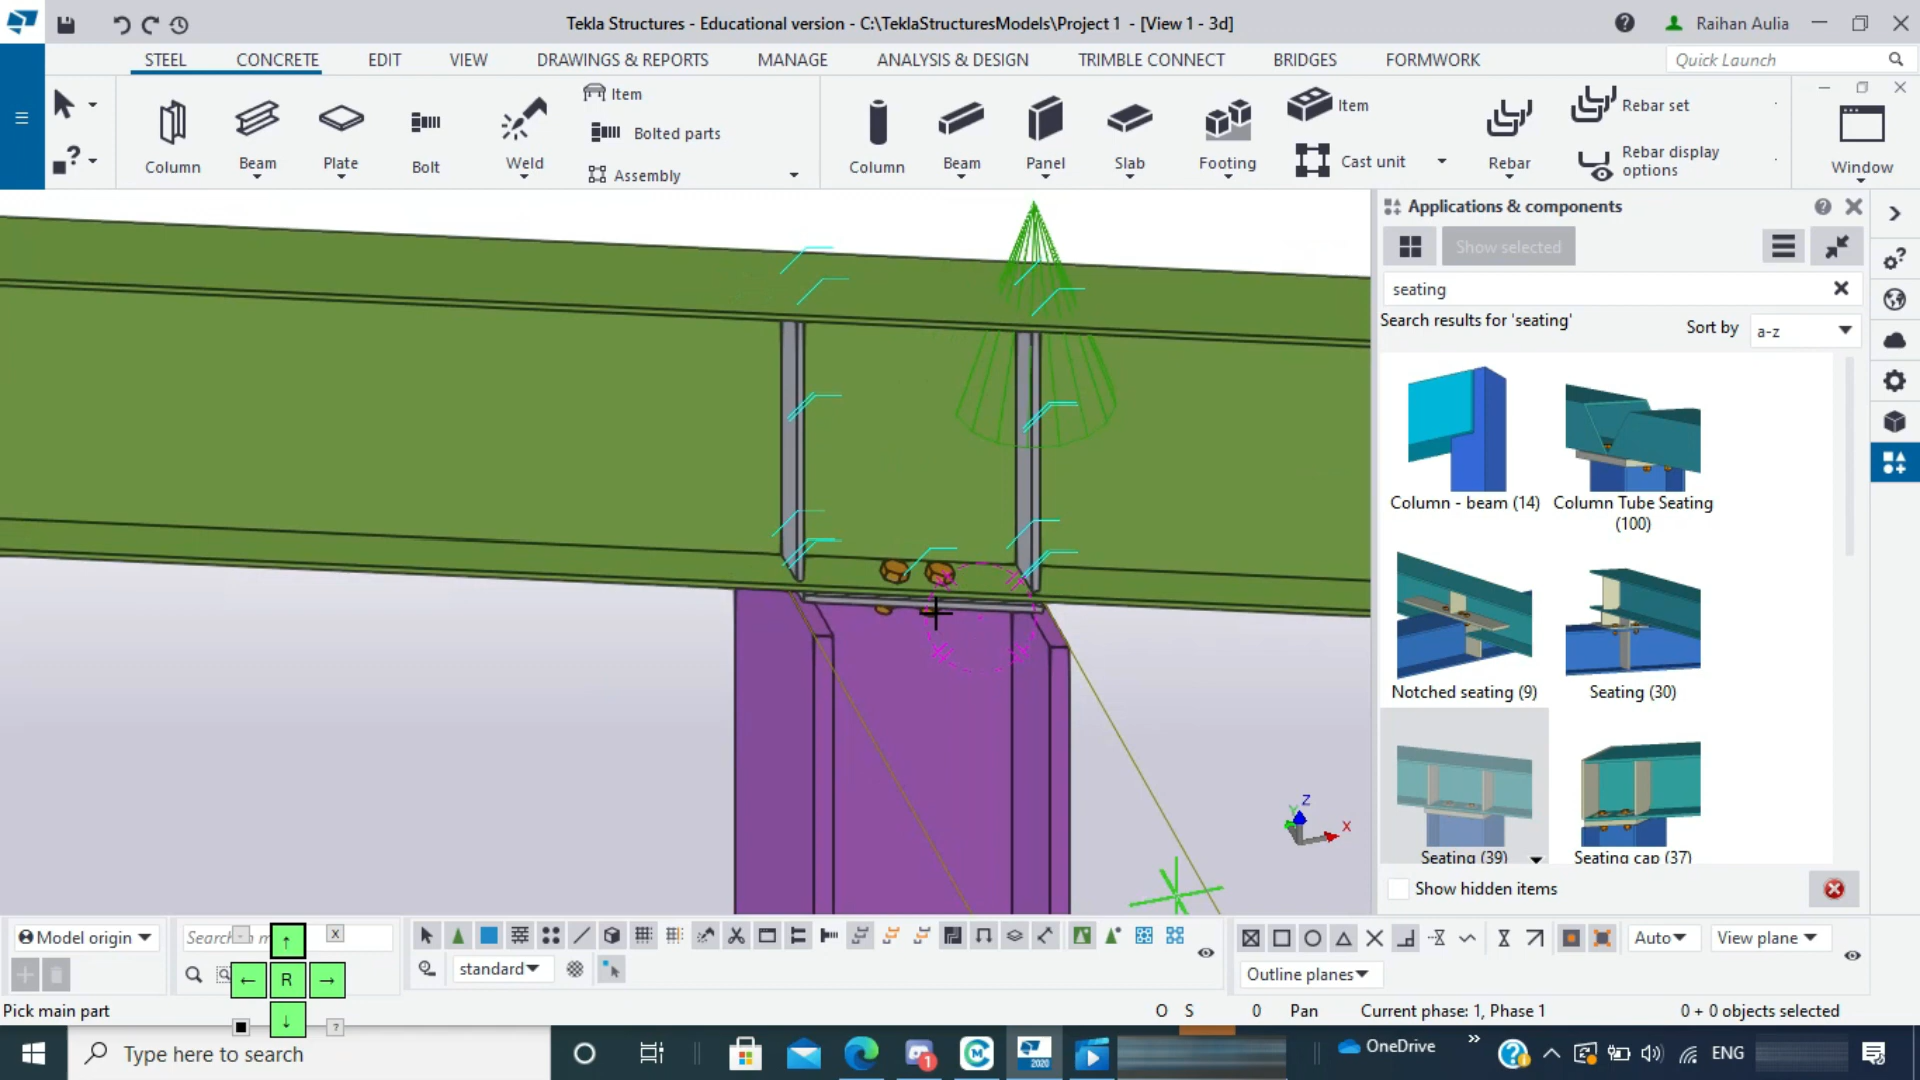 Tekla Structures - Educational version - C:\TeklaStructuresModels\Project 1 - [View 1 - 3d]
Raihan Aulia
STEEL CONCRETE EDIT VIEW DRAWINGS & REPORTS MANAGE ANALYSIS & DESIGN TRIMBLE CONNECT BRIDGES FORMWORK
Quick Launch
Column
Beam
Plate
Bolt
Weld
Item
Bolted parts
Assembly
Column
Beam
Panel
Slab
Footing
Item
Cast unit
Rebar
Rebar set
Rebar display
options
Window
Applications & components
Show selected
seating
Search results for 'seating'
Sort by a-z
Column - beam (14)
Column Tube Seating
(100)
Notched seating (9)
Seating (30)
Seating (39)
Seating cap (37)
Show hidden items
Z
Y
X
Model origin
Search
X
R
?
standard
Auto
View plane
Outline planes
Pick main part
O S 0 Pan Current phase: 1, Phase 1 0 + 0 objects selected
Type here to search
1
2020
OneDrive
ENG